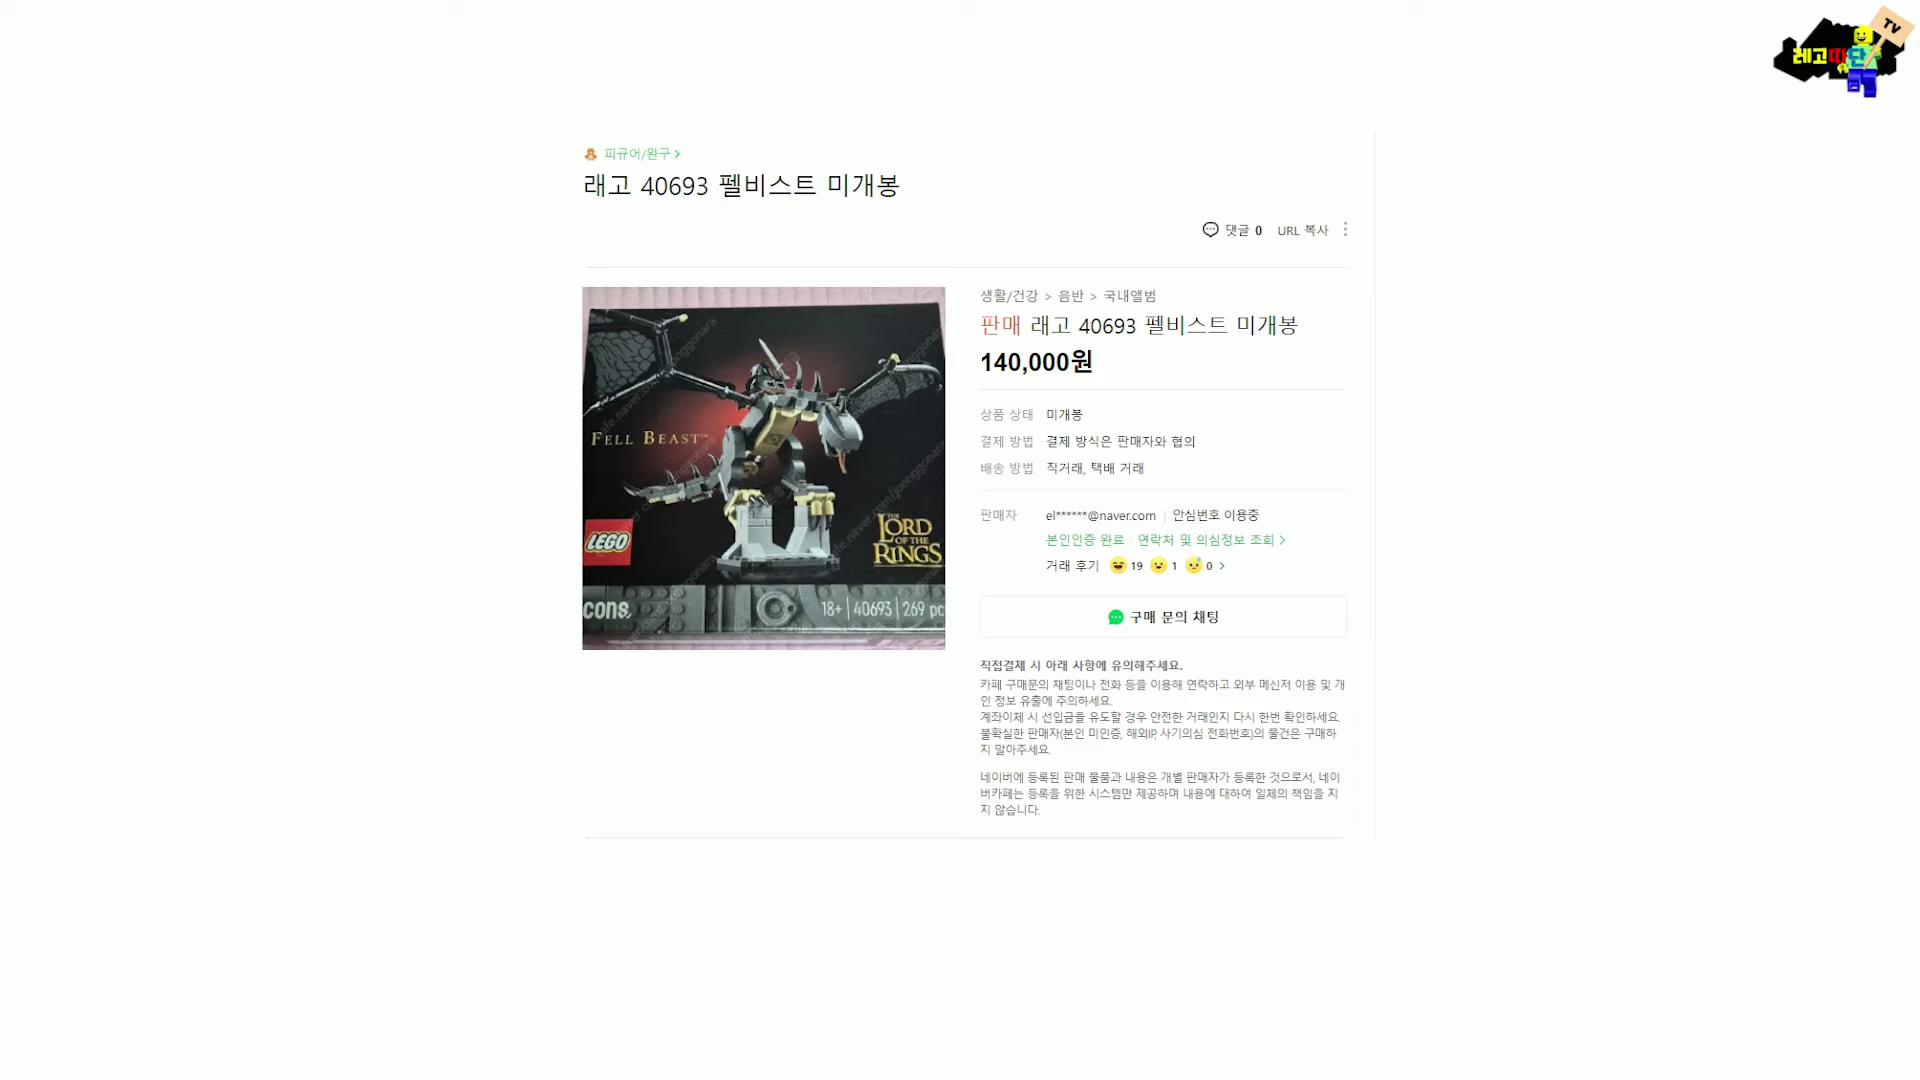 TV
레고따단
피규어/완구 >
래고 40693 펠비스트 미개봉
댓글 0 URL 복사
생활/건강 > 음반 > 국내앨범
판매 래고 40693 펠비스트 미개봉
140,000원
상품 상태 미개봉
결제 방법 결제 방식은 판매자와 협의
배송 방법 직거래, 택배 거래
판매자 el******@naver.com 안심번호 이용중
본인인증 완료 연락처 및 의심정보 조회 >
거래 후기 19 1 0 >
구매 문의 채팅
직접결제 시 아래 사항에 유의해주세요.
카페 구매문의 채팅이나 전화 등을 이용해 연락하고 외부 메신저 이용 및 개
인 정보 유출에 주의하세요.
계좌이체 시 선입금을 유도할 경우 안전한 거래인지 다시 한번 확인하세요.
불확실한 판매자(본인 미인증, 해외IP, 사기의심 전화번호)의 물건은 구매하
지 말아주세요.
네이버에 등록된 판매 물품과 내용은 개별 판매자가 등록한 것으로서, 네이
버카페는 등록을 위한 시스템만 제공하며 내용에 대하여 일체의 책임을 지
지 않습니다.
FELL BEAST™
LEGO
THE
LORD
OF THE
RINGS
cons
18+ 40693 269 pc